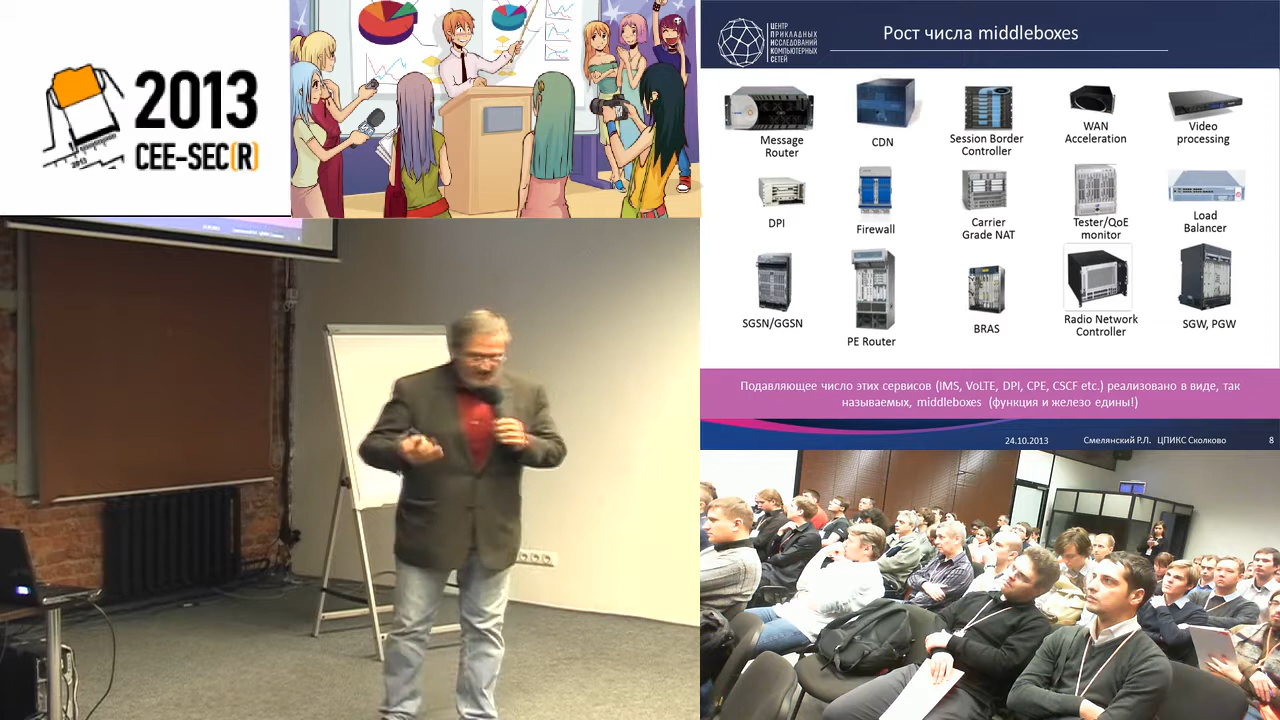 2013
CEE-SEC(R)
ЦЕНТР
ПРИКЛАДНЫХ
ИССЛЕДОВАНИЙ
КОМПЬЮТЕРНЫХ
СЕТЕЙ
Рост числа middleboxes
Message
Router
CDN
Session Border
Controller
WAN
Acceleration
Video
processing
DPI
Firewall
Carrier
Grade NAT
Tester/QoE
monitor
Load
Balancer
SGSN/GGSN
PE Router
BRAS
Radio Network
Controller
SGW, PGW
Подавляющее число этих сервисов (IMS, VoLTE, DPI, CPE, CSCF etc.) реализовано в виде, так
называемых, middleboxes (функция и железо едины!)
24.10.2013
Смелянский Р.Л. ЦПИКС Сколково
8